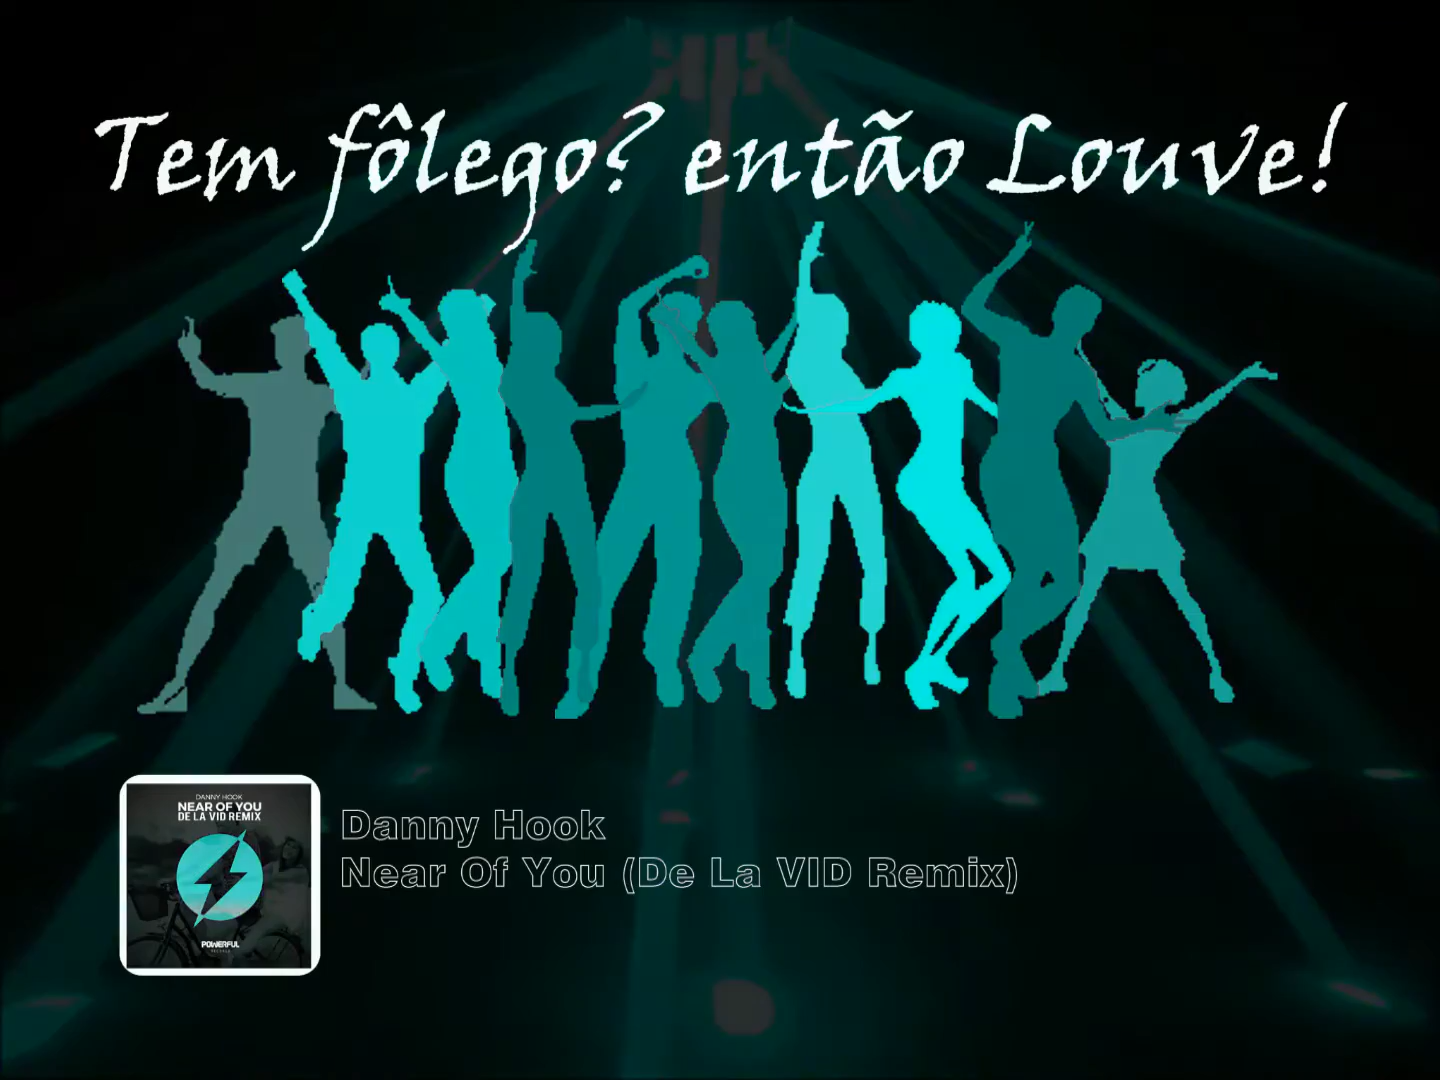 Tem fôlego? então Louve!
DANNY HOOK
NEAR OF YOU
DE LA VID REMIX
POWERFUL
Danny Hook
Near Of You (De La VID Remix)